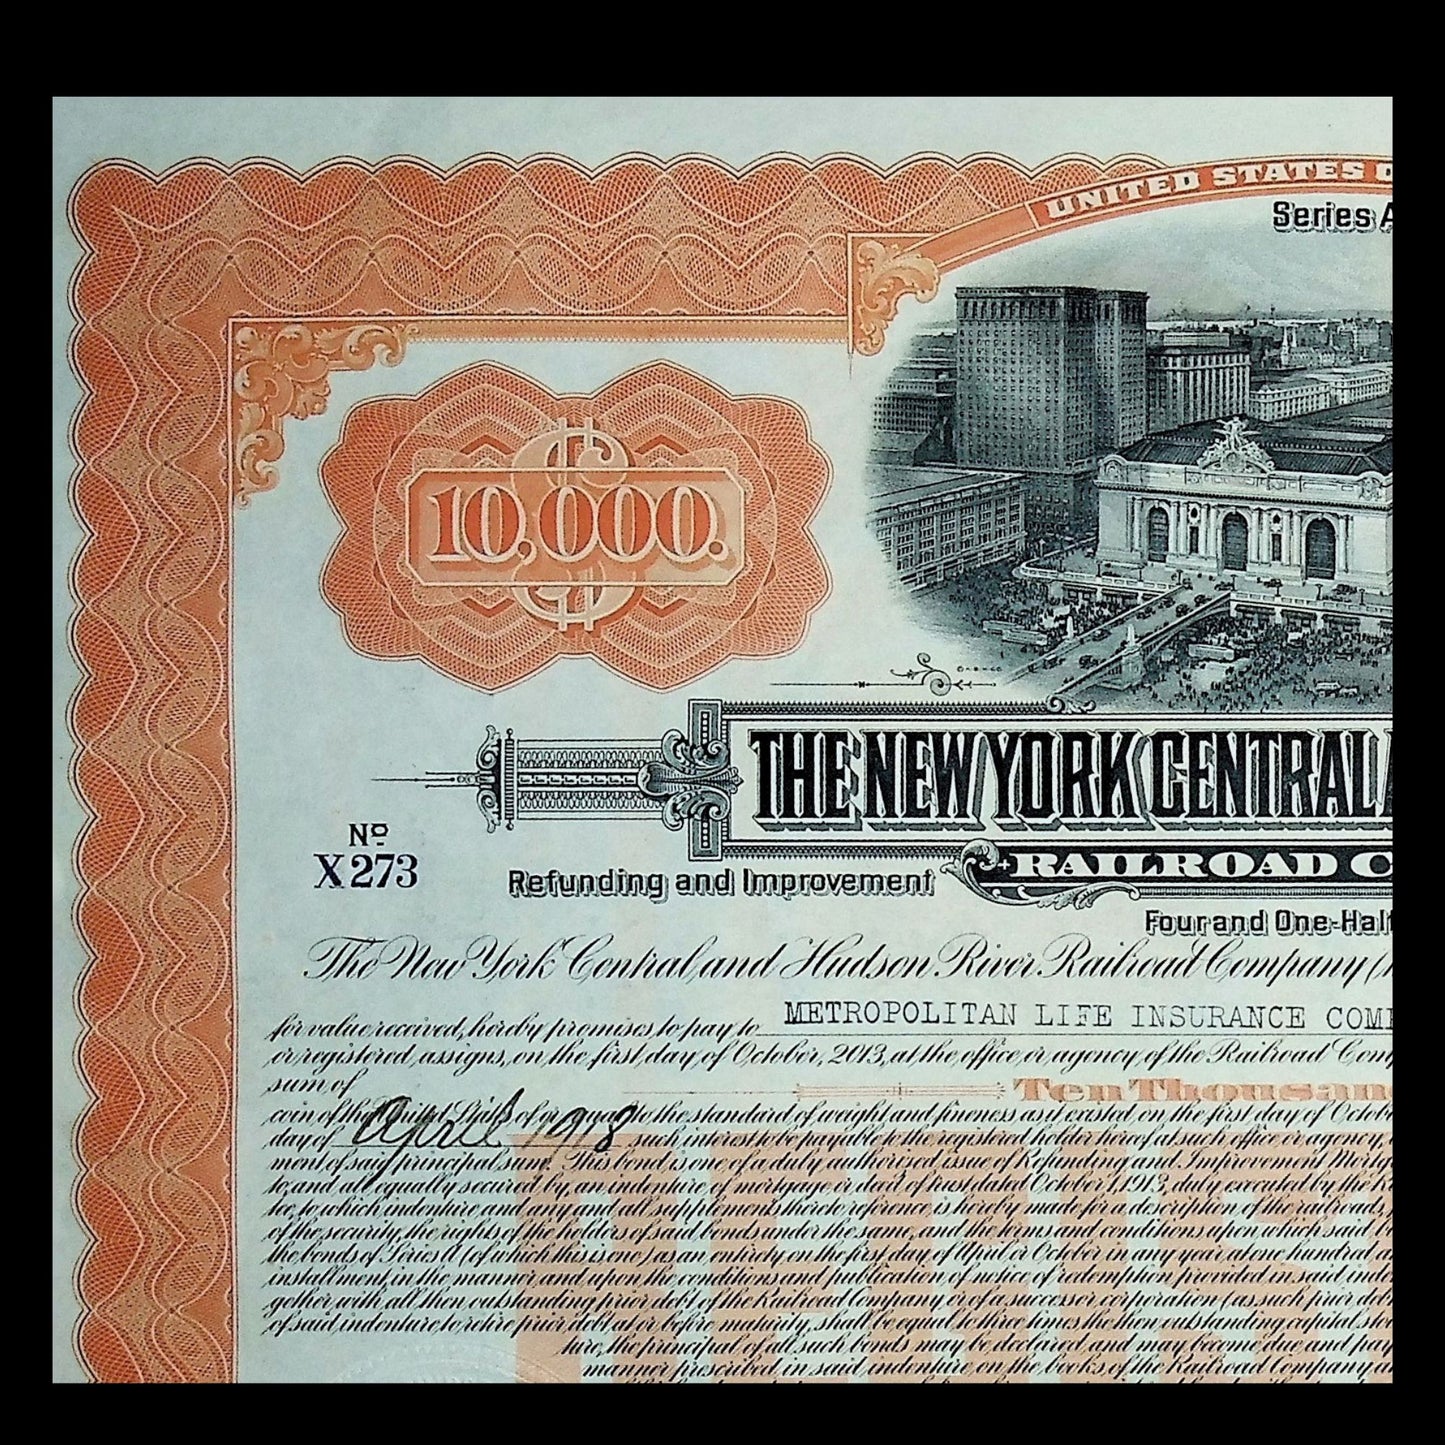 UNITED STATES O
Series A
$10,000.
THE NEW YORK CENTRAL
RAILROAD C
No
X273
Refunding and Improvement
Four and One-Half
The New York Central and Hudson River Railroad Company (
METROPOLITAN LIFE INSURANCE COMP
for value received, hereby promises to pay to
or registered assigns, on the first day of October, 2013, at the office or agency of the Railroad Comp
sum of Ten Thousan
coin of the United States of or equal to the standard of weight and fineness as it existed on the first day of Octob
day of April 1918 such interest to be payable to the registered holder hereof at such office or agency,
ment of said principal sum. This bond is one of a duly authorised issue of Refunding and Improvement Mortg
to, and all equally secured by, an indenture of mortgage or deed of trust dated October 1, 1913, duly executed by the R
tee, to which indenture and any and all supplements thereto reference is hereby made for a description of the railroads,
of the security, the rights of the holders of said bonds under the same, and the terms and conditions upon which said b
the bonds of Series A (of which this is one) as an entirety on the first day of April or October in any year at one hundred a
installment, in the manner and upon the conditions and publication of notice of redemption provided in said inde
gether with all then outstanding prior debt of the Railroad Company or of a successor corporation (as such prior debt
of said indenture to retire prior debt at or before maturity, shall be equal to three times the then outstanding capital sto
ture, the principal of all such bonds may be declared and may become due and pay
manner prescribed in said indenture, on the books of the Railroad Company a